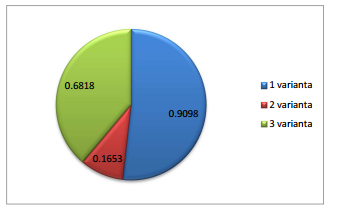 0.6818
0.9098
0.1653
1 varianta
2 varianta
3 varianta